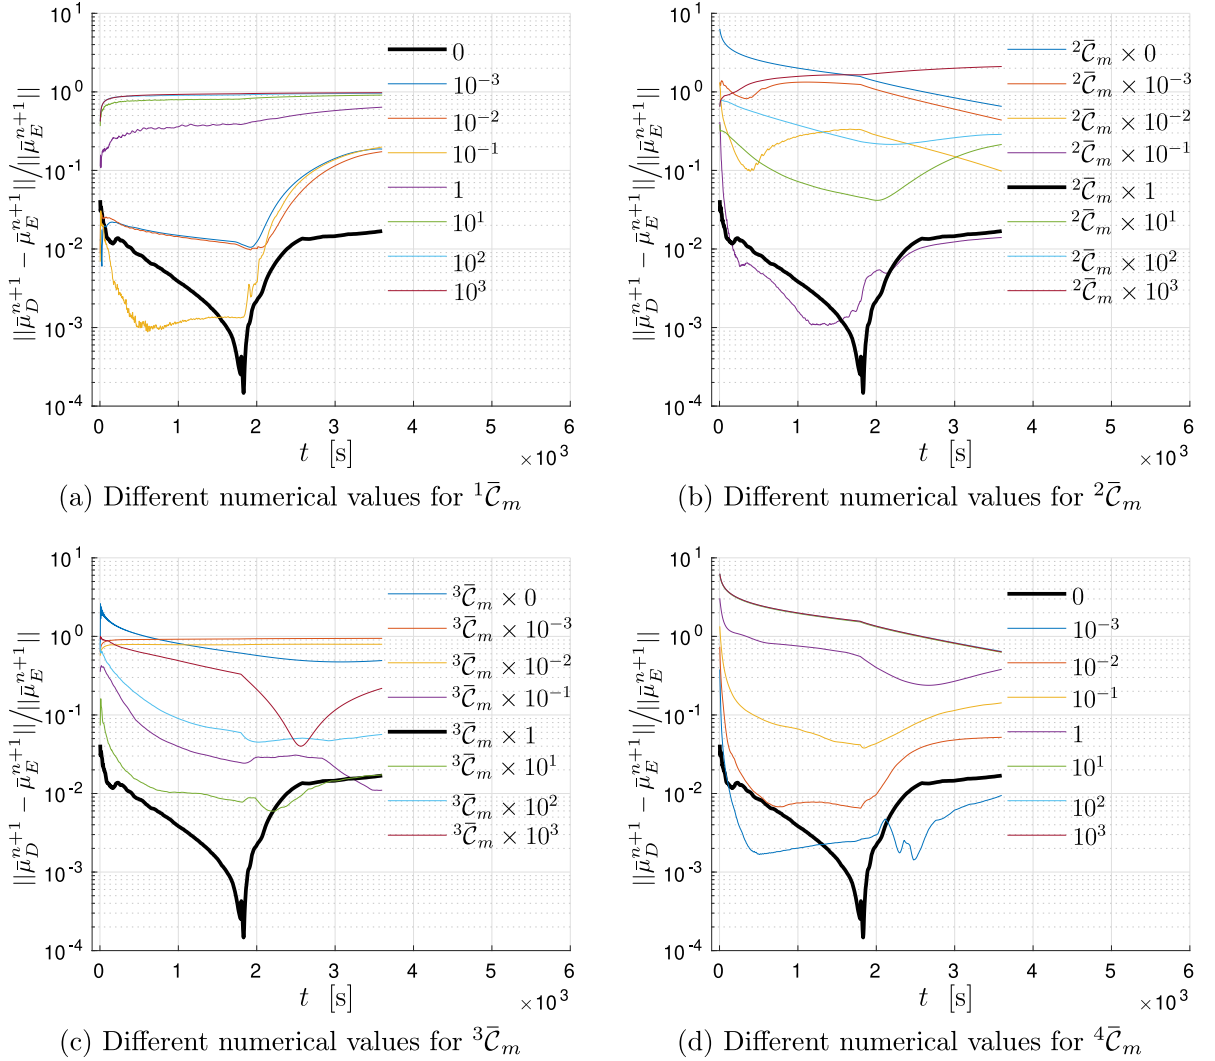 10^1
10^0
10^-1
10^-2
10^-3
10^-4
||μ̄_D^{n+1} − μ̄_E^{n+1}||/||μ̄_E^{n+1}||
0
10^-3
10^-2
10^-1
1
10^1
10^2
10^3
0 1 2 3 4 5 6
t [s]
×10^3
(a) Different numerical values for ^1C̄_m
10^1
10^0
10^-1
10^-2
10^-3
10^-4
||μ̄_D^{n+1} − μ̄_E^{n+1}||/||μ̄_E^{n+1}||
^2C̄_m × 0
^2C̄_m × 10^-3
^2C̄_m × 10^-2
^2C̄_m × 10^-1
^2C̄_m × 1
^2C̄_m × 10^1
^2C̄_m × 10^2
^2C̄_m × 10^3
0 1 2 3 4 5 6
t [s]
×10^3
(b) Different numerical values for ^2C̄_m
10^1
10^0
10^-1
10^-2
10^-3
10^-4
||μ̄_D^{n+1} − μ̄_E^{n+1}||/||μ̄_E^{n+1}||
^3C̄_m × 0
^3C̄_m × 10^-3
^3C̄_m × 10^-2
^3C̄_m × 10^-1
^3C̄_m × 1
^3C̄_m × 10^1
^3C̄_m × 10^2
^3C̄_m × 10^3
0 1 2 3 4 5 6
t [s]
×10^3
(c) Different numerical values for ^3C̄_m
10^1
10^0
10^-1
10^-2
10^-3
10^-4
||μ̄_D^{n+1} − μ̄_E^{n+1}||/||μ̄_E^{n+1}||
0
10^-3
10^-2
10^-1
1
10^1
10^2
10^3
0 1 2 3 4 5 6
t [s]
×10^3
(d) Different numerical values for ^4C̄_m